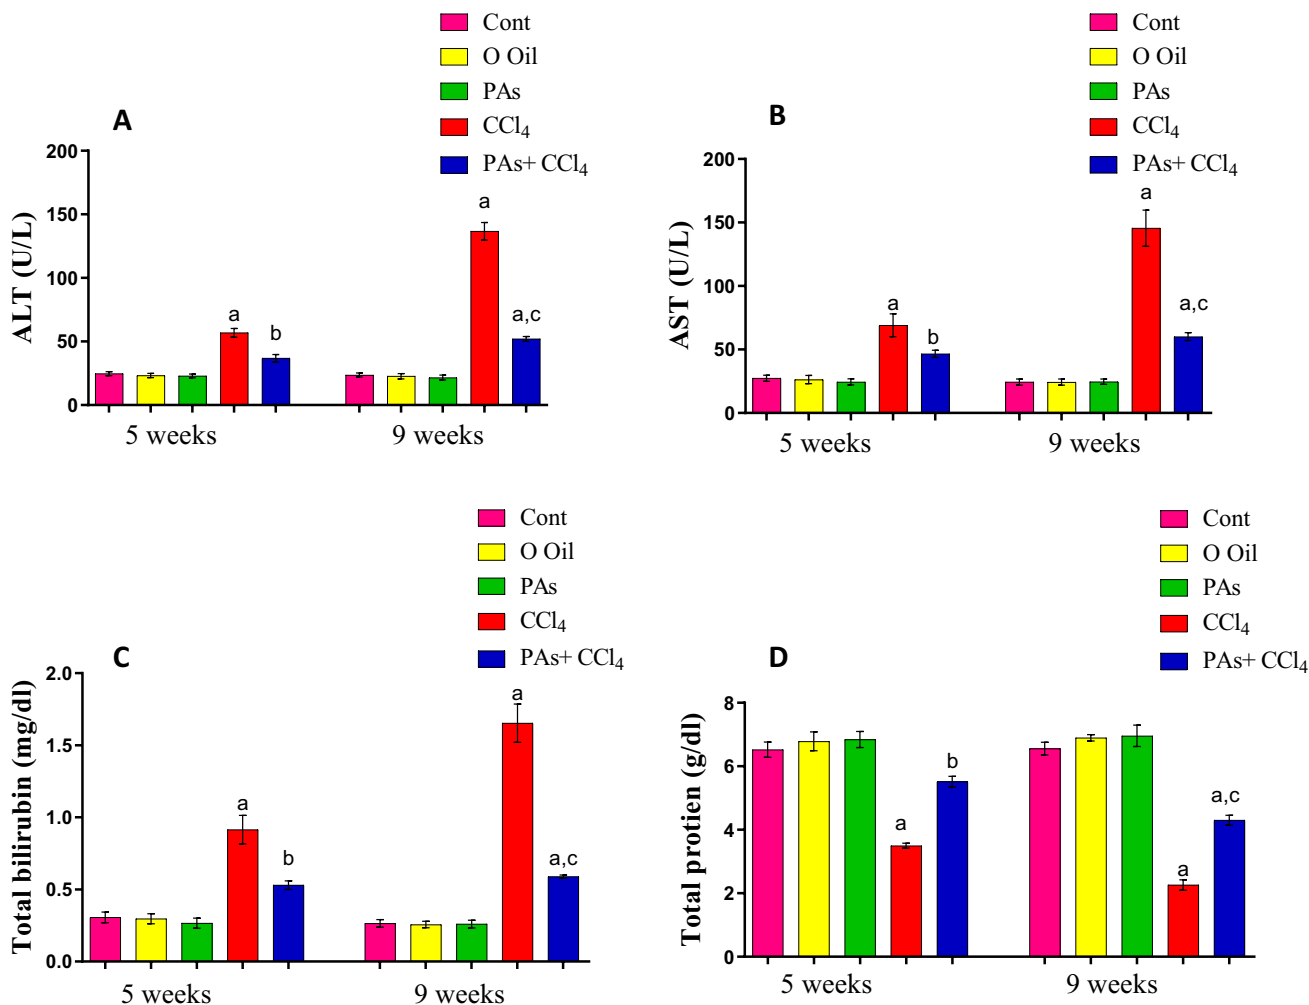 Cont
O Oil
PAs
CCl4
PAs+ CCl4
A
ALT (U/L)
200
150
100
50
0
a
b
a
a,c
5 weeks
9 weeks
Cont
O Oil
PAs
CCl4
PAs+ CCl4
B
AST (U/L)
200
150
100
50
0
a
b
a
a,c
5 weeks
9 weeks
Cont
O Oil
PAs
CCl4
PAs+ CCl4
C
Total bilirubin (mg/dl)
2.0
1.5
1.0
0.5
0.0
a
b
a
a,c
5 weeks
9 weeks
Cont
O Oil
PAs
CCl4
PAs+ CCl4
D
Total protien (g/dl)
8
6
4
2
0
a
b
a
a,c
5 weeks
9 weeks